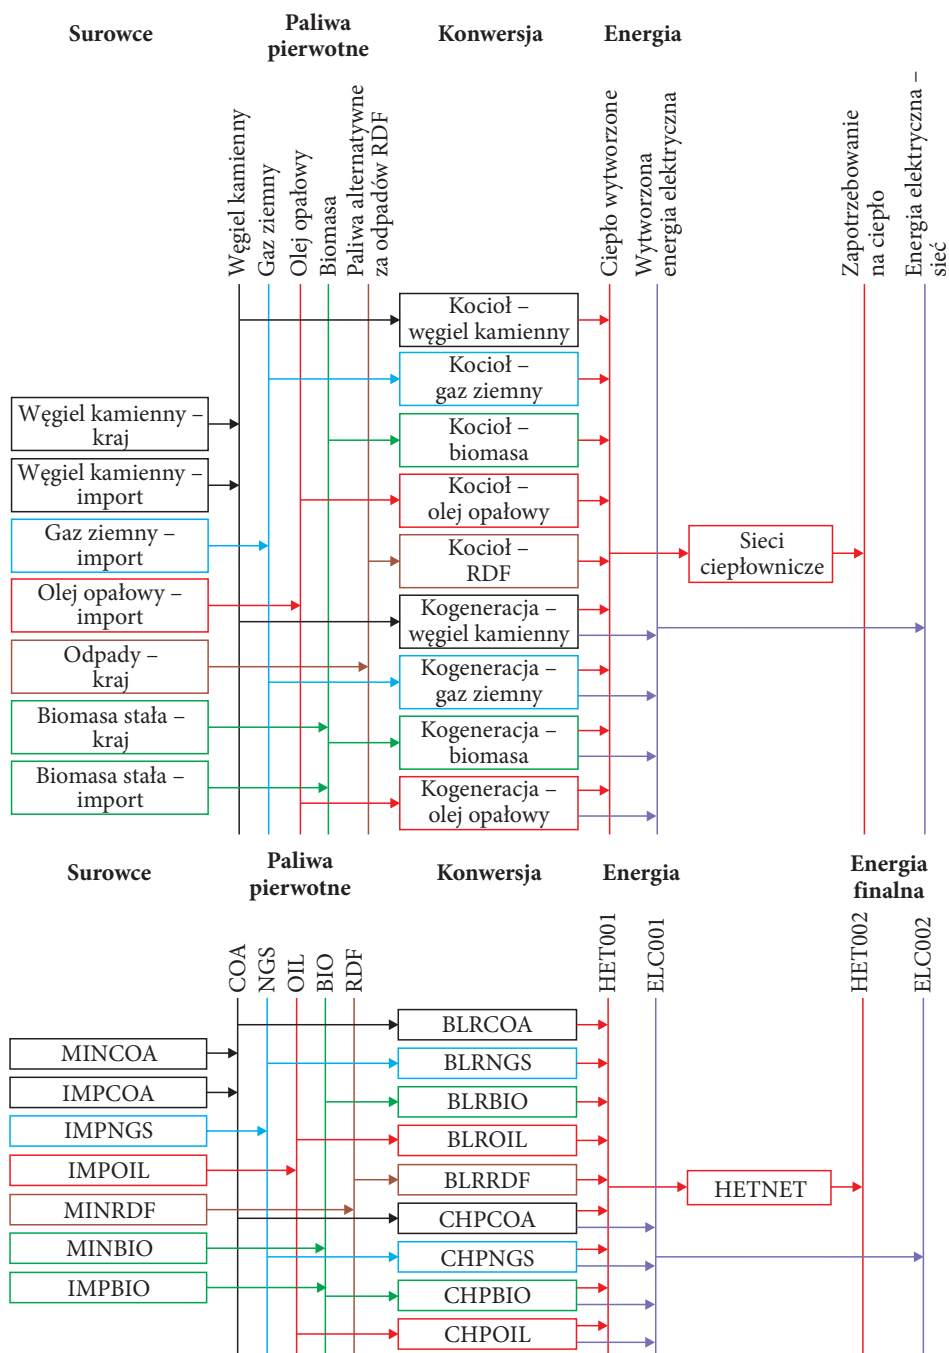 Surowce
Paliwa
pierwotne
Konwersja
Energia
Węgiel kamienny
Gaz ziemny
Olej opałowy
Biomasa
Paliwa alternatywne
za odpadów RDF
Ciepło wytworzone
Wytworzona
energia elektryczna
Zapotrzebowanie
na ciepło
Energia elektryczna –
sieć
Kocioł –
węgiel kamienny
Kocioł –
gaz ziemny
Węgiel kamienny –
kraj
Kocioł –
biomasa
Węgiel kamienny –
import
Kocioł –
olej opałowy
Gaz ziemny –
import
Kocioł –
RDF
Sieci
ciepłownicze
Olej opałowy –
import
Kogeneracja –
węgiel kamienny
Odpady –
kraj
Kogeneracja –
gaz ziemny
Biomasa stała –
kraj
Kogeneracja –
biomasa
Biomasa stała –
import
Kogeneracja –
olej opałowy
Surowce
Paliwa
pierwotne
Konwersja
Energia
Energia
finalna
COA
NGS
OIL
BIO
RDF
HET001
ELC001
HET002
ELC002
BLRCOA
MINCOA
BLRNGS
IMPCOA
BLRBIO
IMPNGS
BLROIL
IMPOIL
BLRRDF
HETNET
MINRDF
CHPCOA
MINBIO
CHPNGS
IMPBIO
CHPBIO
CHPOIL